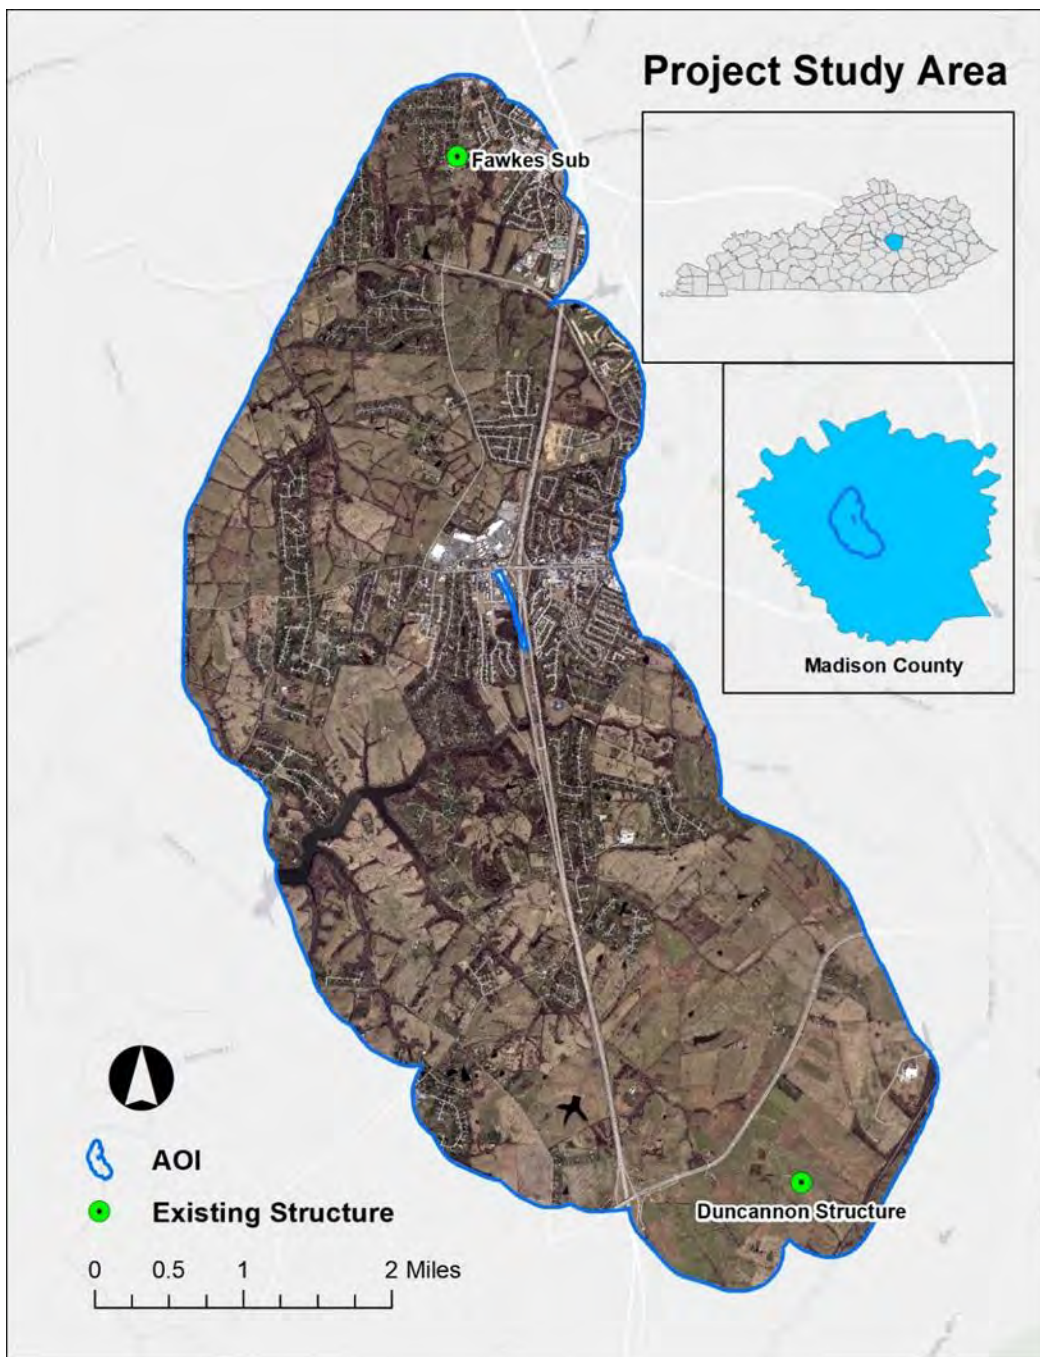 Project Study Area
Fawkes Sub
Madison County
AOI
Existing Structure
Duncannon Structure
0 0.5 1 2 Miles